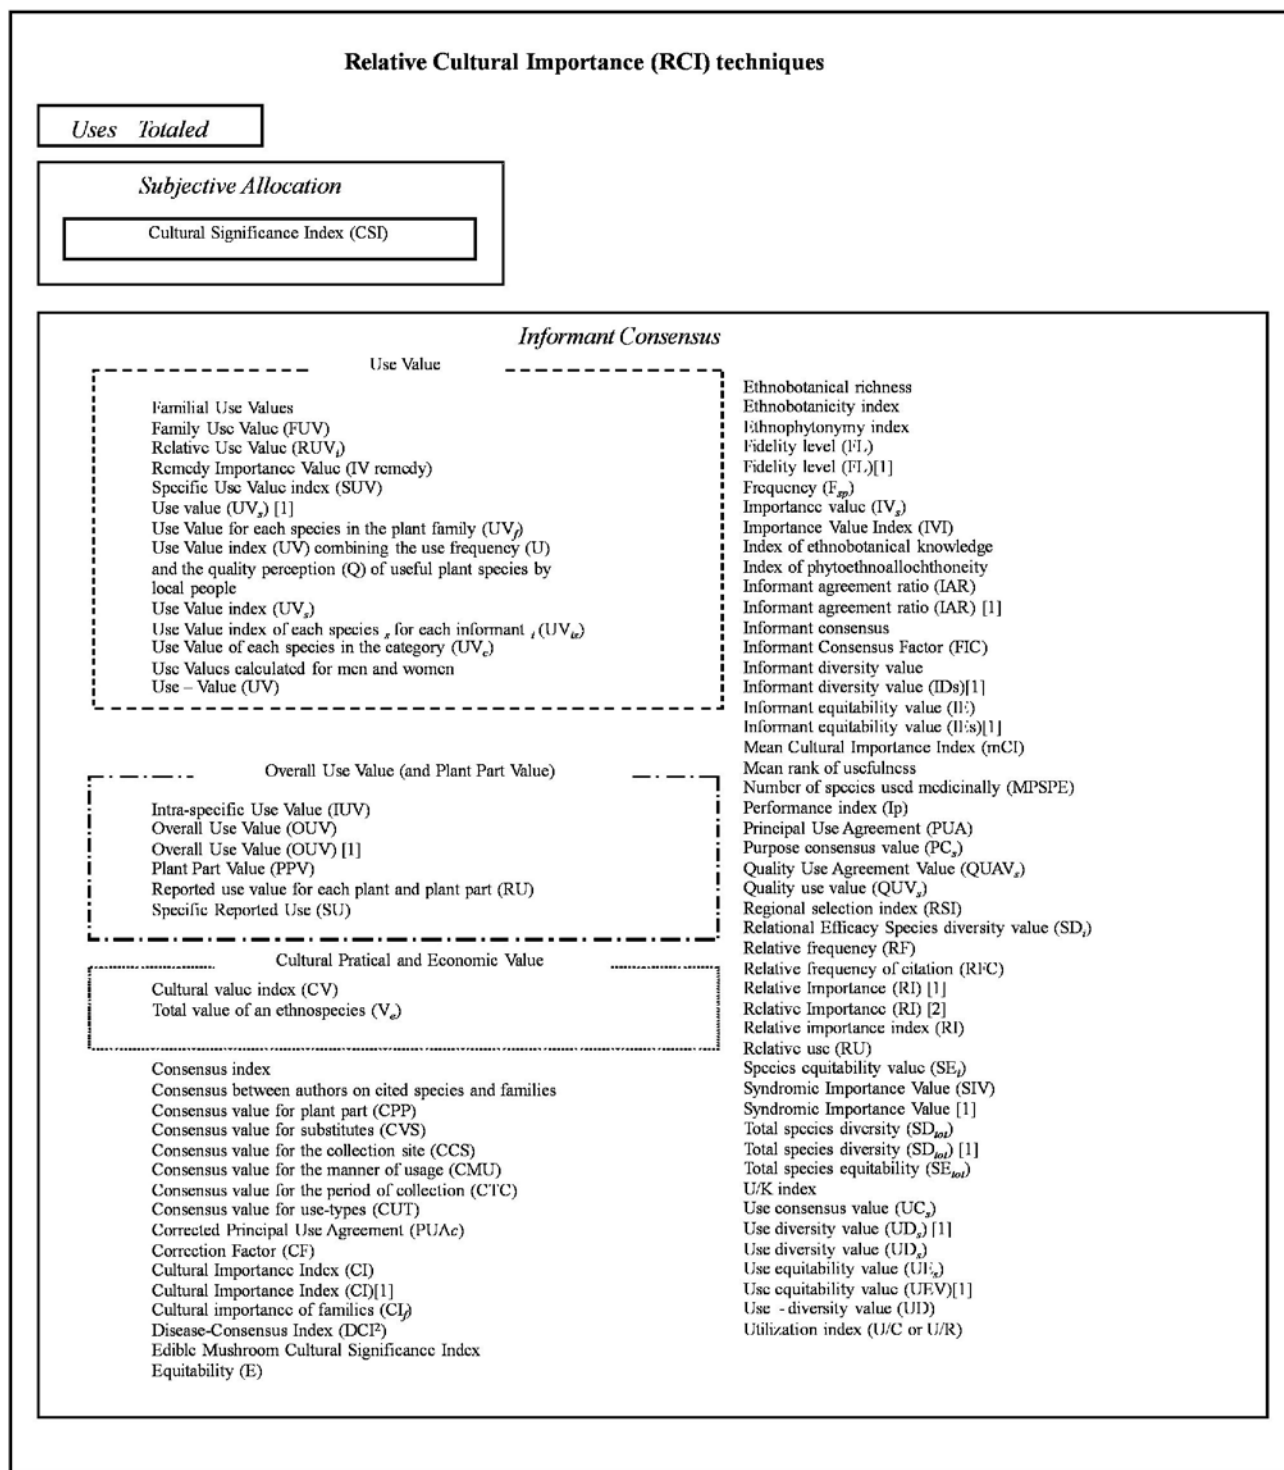 Relative Cultural Importance (RCI) techniques
Uses Totaled
Subjective Allocation
Cultural Significance Index (CSI)
Informant Consensus
Use Value
Familial Use Values
Family Use Value (FUV)
Relative Use Value (RUVi)
Remedy Importance Value (IV remedy)
Specific Use Value index (SUV)
Use value (UVs) [1]
Use Value for each species in the plant family (UVf)
Use Value index (UV) combining the use frequency (U)
and the quality perception (Q) of useful plant species by
local people
Use Value index (UVs)
Use Value index of each species s for each informant i (UVis)
Use Value of each species in the category (UVc)
Use Values calculated for men and women
Use – Value (UV)
Overall Use Value (and Plant Part Value)
Intra-specific Use Value (IUV)
Overall Use Value (OUV)
Overall Use Value (OUV) [1]
Plant Part Value (PPV)
Reported use value for each plant and plant part (RU)
Specific Reported Use (SU)
Cultural Pratical and Economic Value
Cultural value index (CV)
Total value of an ethnospecies (Ve)
Consensus index
Consensus between authors on cited species and families
Consensus value for plant part (CPP)
Consensus value for substitutes (CVS)
Consensus value for the collection site (CCS)
Consensus value for the manner of usage (CMU)
Consensus value for the period of collection (CTC)
Consensus value for use-types (CUT)
Corrected Principal Use Agreement (PUAc)
Correction Factor (CF)
Cultural Importance Index (CI)
Cultural Importance Index (CI)[1]
Cultural importance of families (CIf)
Disease-Consensus Index (DCI²)
Edible Mushroom Cultural Significance Index
Equitability (E)
Ethnobotanical richness
Ethnobotanicity index
Ethnophytonymy index
Fidelity level (FL)
Fidelity level (FL)[1]
Frequency (Fsp)
Importance value (IVs)
Importance Value Index (IVI)
Index of ethnobotanical knowledge
Index of phytoethnoallochthoneity
Informant agreement ratio (IAR)
Informant agreement ratio (IAR) [1]
Informant consensus
Informant Consensus Factor (FIC)
Informant diversity value
Informant diversity value (IDs)[1]
Informant equitability value (IE)
Informant equitability value (IEs)[1]
Mean Cultural Importance Index (mCI)
Mean rank of usefulness
Number of species used medicinally (MPSPE)
Performance index (Ip)
Principal Use Agreement (PUA)
Purpose consensus value (PCs)
Quality Use Agreement Value (QUAVs)
Quality use value (QUVs)
Regional selection index (RSI)
Relational Efficacy Species diversity value (SDi)
Relative frequency (RF)
Relative frequency of citation (RFC)
Relative Importance (RI) [1]
Relative Importance (RI) [2]
Relative importance index (RI)
Relative use (RU)
Species equitability value (SEi)
Syndromic Importance Value (SIV)
Syndromic Importance Value [1]
Total species diversity (SDtot)
Total species diversity (SDtot) [1]
Total species equitability (SEtot)
U/K index
Use consensus value (UCs)
Use diversity value (UDs) [1]
Use diversity value (UDs)
Use equitability value (UEs)
Use equitability value (UEV)[1]
Use - diversity value (UD)
Utilization index (U/C or U/R)